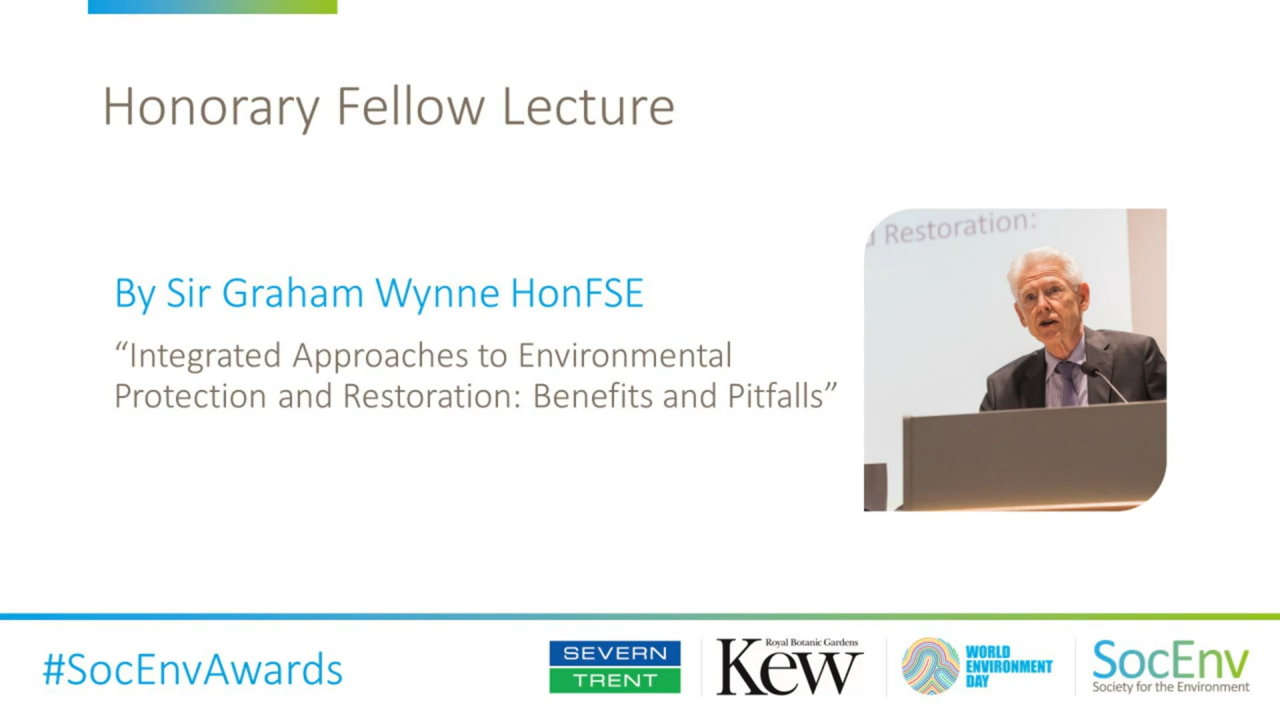 Honorary Fellow Lecture
Restoration:
By Sir Graham Wynne HonFSE
“Integrated Approaches to Environmental
Protection and Restoration: Benefits and Pitfalls”
#SocEnvAwards
SEVERN
TRENT
Royal Botanic Gardens
Kew
WORLD
ENVIRONMENT
DAY
SocEnv
Society for the Environment